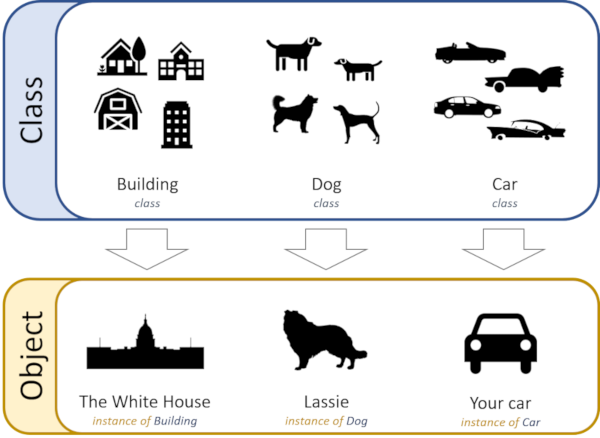 Class
Building
class
Dog
class
Car
class
Object
The White House
instance of Building
Lassie
instance of Dog
Your car
instance of Car